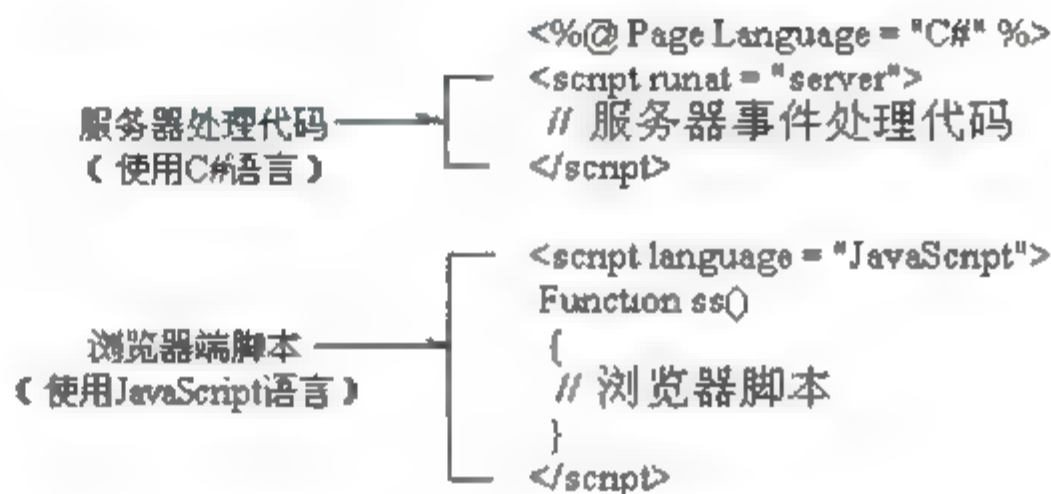 <%@ Page Language = "C#" %>
<script runat = "server">
// 服务器事件处理代码
</script>
服务器处理代码
（使用C#语言）
<script language = "JavaScript">
Function ss()
{
// 浏览器脚本
}
</script>
浏览器端脚本
（使用JavaScript语言）